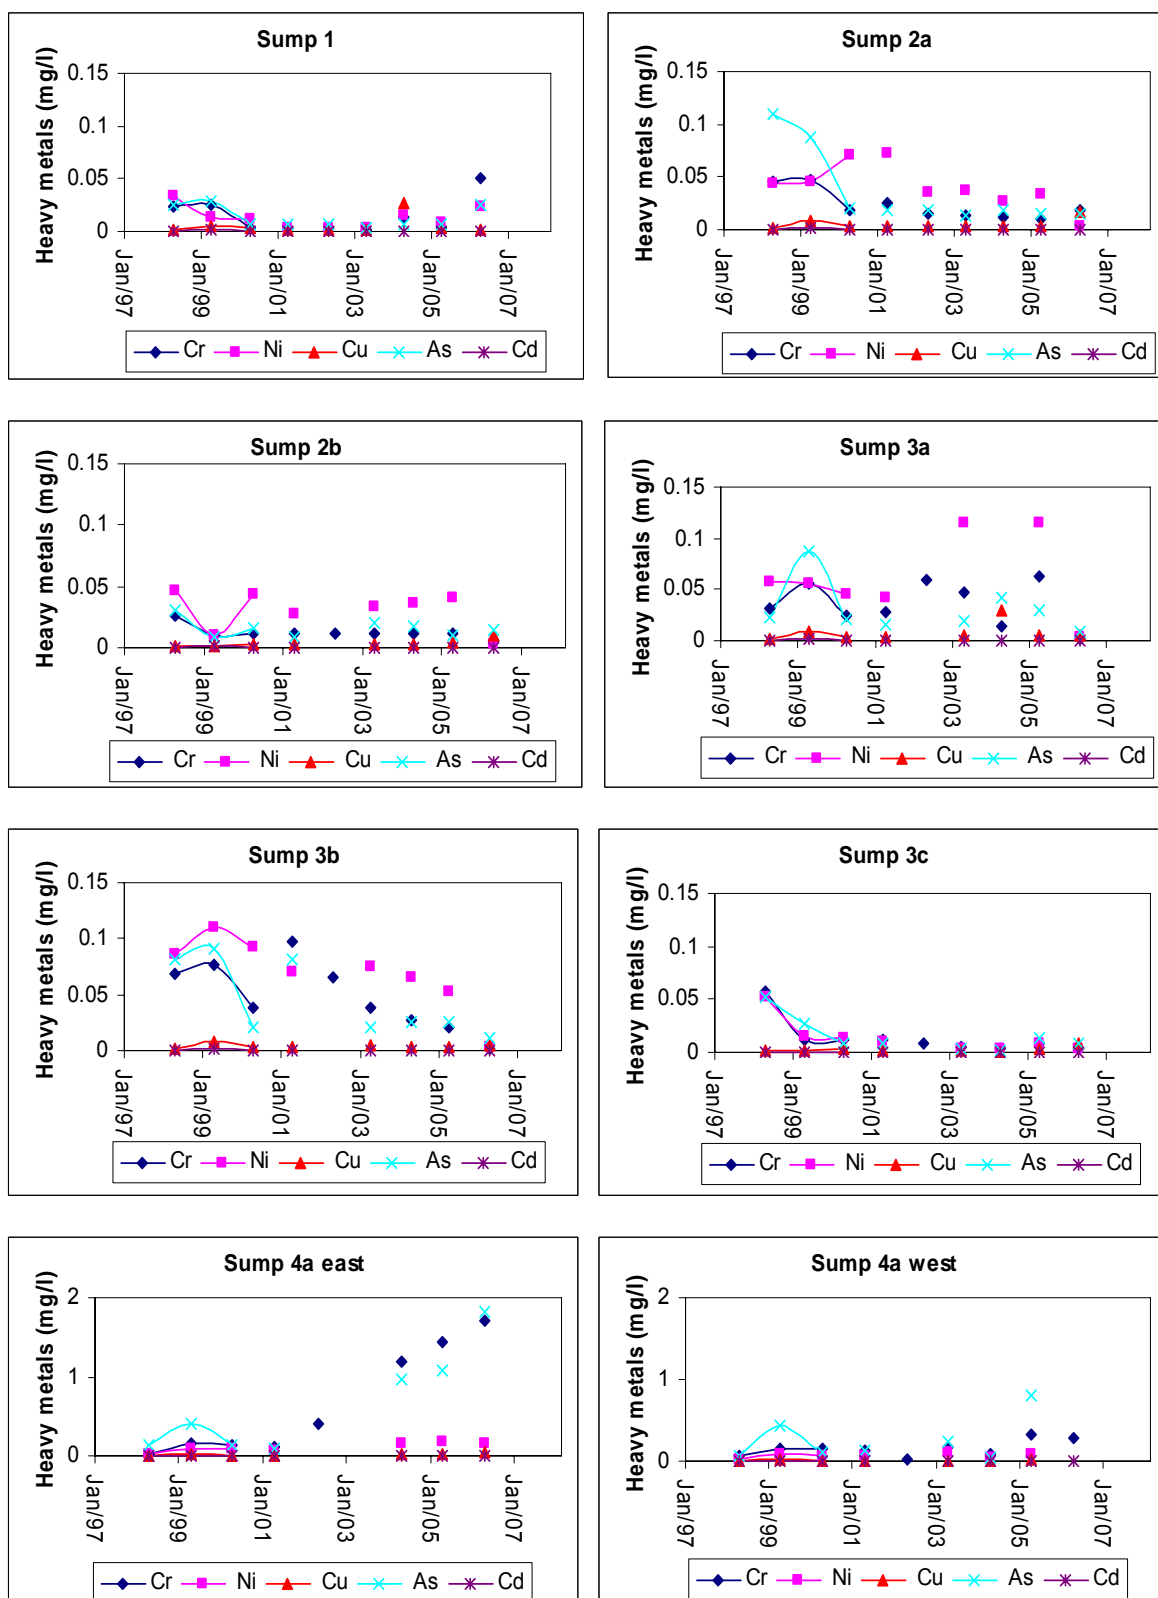 Sump 1
Heavy metals (mg/l)
0.15
0.1
0.05
0
Jan/97
Jan/99
Jan/01
Jan/03
Jan/05
Jan/07
Cr Ni Cu As Cd
Sump 2a
Heavy metals (mg/l)
0.15
0.1
0.05
0
Jan/97
Jan/99
Jan/01
Jan/03
Jan/05
Jan/07
Cr Ni Cu As Cd
Sump 2b
Heavy metals (mg/l)
0.15
0.1
0.05
0
Jan/97
Jan/99
Jan/01
Jan/03
Jan/05
Jan/07
Cr Ni Cu As Cd
Sump 3a
Heavy metals (mg/l)
0.15
0.1
0.05
0
Jan/97
Jan/99
Jan/01
Jan/03
Jan/05
Jan/07
Cr Ni Cu As Cd
Sump 3b
Heavy metals (mg/l)
0.15
0.1
0.05
0
Jan/97
Jan/99
Jan/01
Jan/03
Jan/05
Jan/07
Cr Ni Cu As Cd
Sump 3c
Heavy metals (mg/l)
0.15
0.1
0.05
0
Jan/97
Jan/99
Jan/01
Jan/03
Jan/05
Jan/07
Cr Ni Cu As Cd
Sump 4a east
Heavy metals (mg/l)
2
1
0
Jan/97
Jan/99
Jan/01
Jan/03
Jan/05
Jan/07
Cr Ni Cu As Cd
Sump 4a west
Heavy metals (mg/l)
2
1
0
Jan/97
Jan/99
Jan/01
Jan/03
Jan/05
Jan/07
Cr Ni Cu As Cd